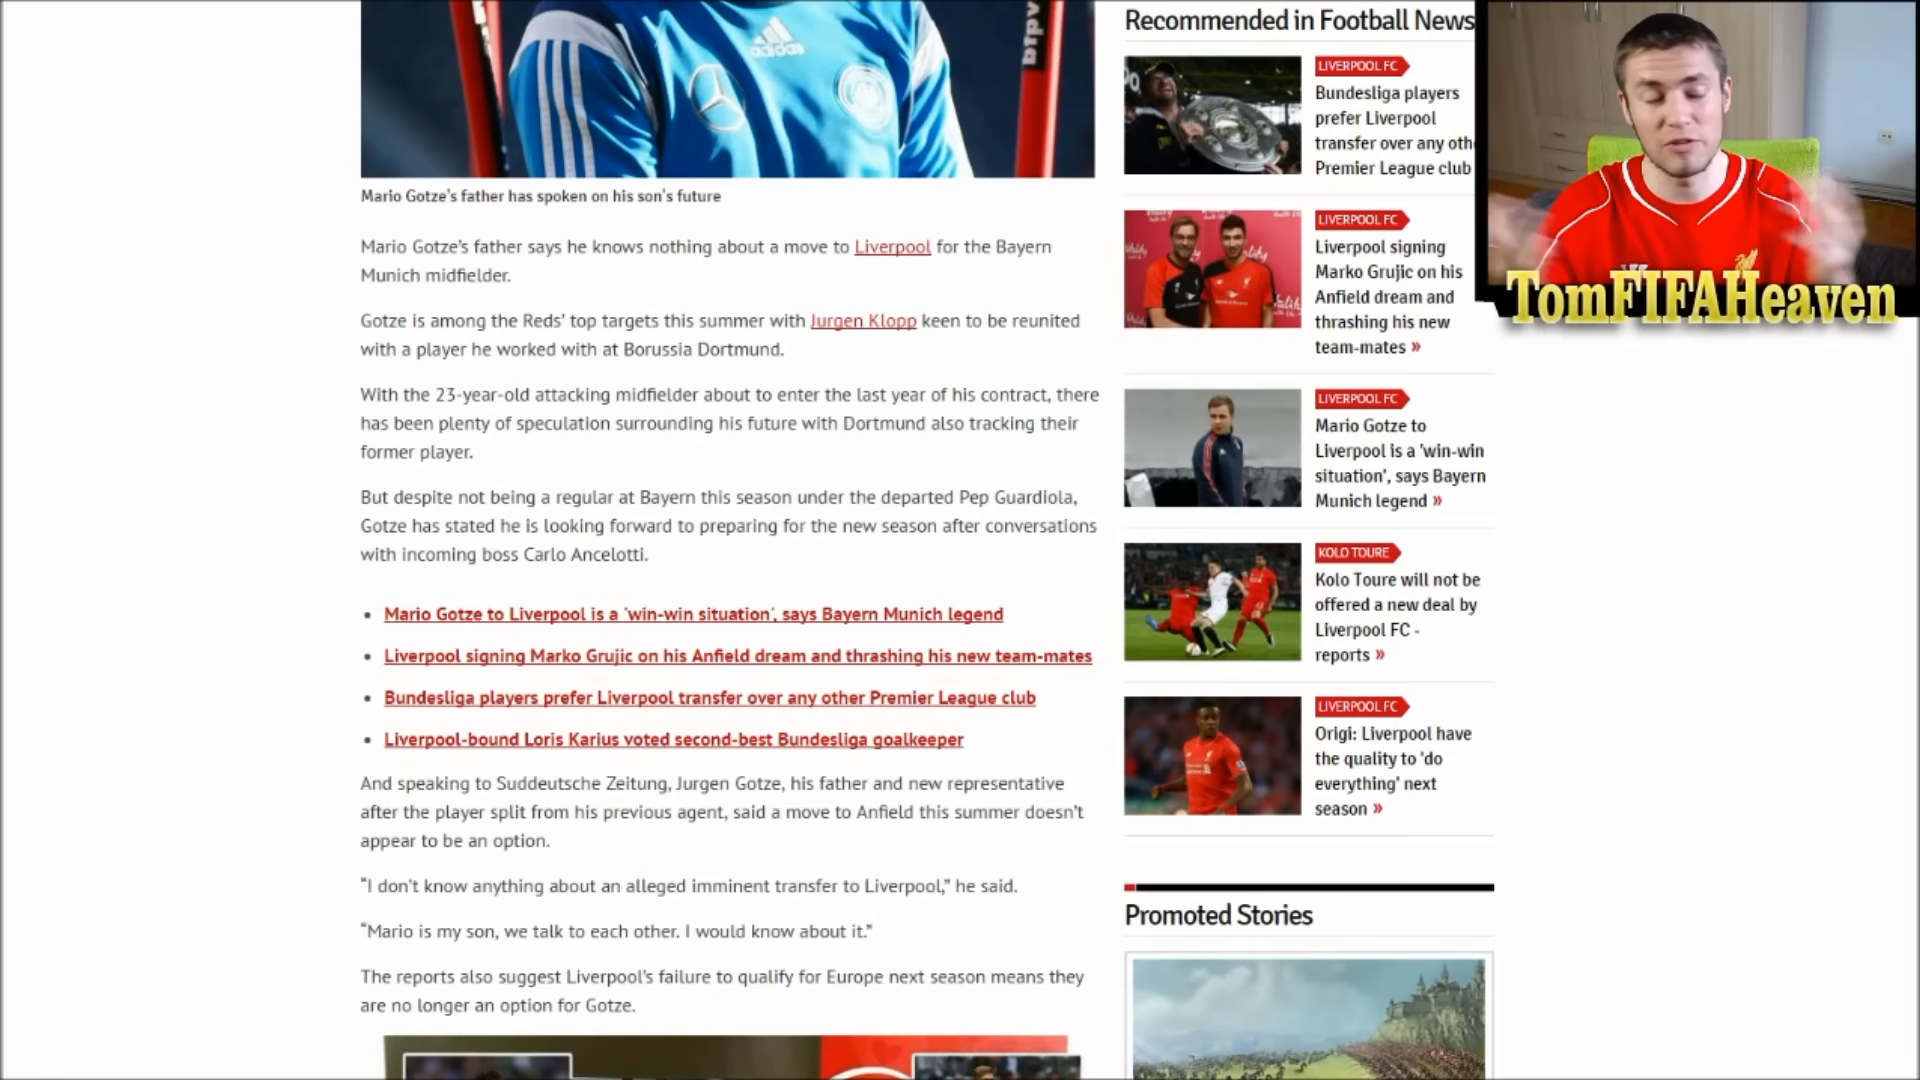 adidas
Mario Gotze's father has spoken on his son's future
Mario Gotze's father says he knows nothing about a move to Liverpool for the Bayern
Munich midfielder.
Gotze is among the Reds’ top targets this summer with Jurgen Klopp keen to be reunited
with a player he worked with at Borussia Dortmund.
With the 23-year-old attacking midfielder about to enter the last year of his contract, there
has been plenty of speculation surrounding his future with Dortmund also tracking their
former player.
But despite not being a regular at Bayern this season under the departed Pep Guardiola,
Gotze has stated he is looking forward to preparing for the new season after conversations
with incoming boss Carlo Ancelotti.
• Mario Gotze to Liverpool is a 'win-win situation', says Bayern Munich legend
• Liverpool signing Marko Grujic on his Anfield dream and thrashing his new team-mates
• Bundesliga players prefer Liverpool transfer over any other Premier League club
• Liverpool-bound Loris Karius voted second-best Bundesliga goalkeeper
And speaking to Suddeutsche Zeitung, Jurgen Gotze, his father and new representative
after the player split from his previous agent, said a move to Anfield this summer doesn’t
appear to be an option.
“I don’t know anything about an alleged imminent transfer to Liverpool,” he said.
“Mario is my son, we talk to each other. I would know about it.”
The reports also suggest Liverpool’s failure to qualify for Europe next season means they
are no longer an option for Gotze.
Recommended in Football News
LIVERPOOL FC
Bundesliga players
prefer Liverpool
transfer over any oth
Premier League club
LIVERPOOL FC
Liverpool signing
Marko Grujic on his
Anfield dream and
thrashing his new
team-mates »
LIVERPOOL FC
Mario Gotze to
Liverpool is a 'win-win
situation', says Bayern
Munich legend »
KOLO TOURE
Kolo Toure will not be
offered a new deal by
Liverpool FC -
reports »
LIVERPOOL FC
Origi: Liverpool have
the quality to 'do
everything' next
season »
Promoted Stories
TomFIFAHeaven